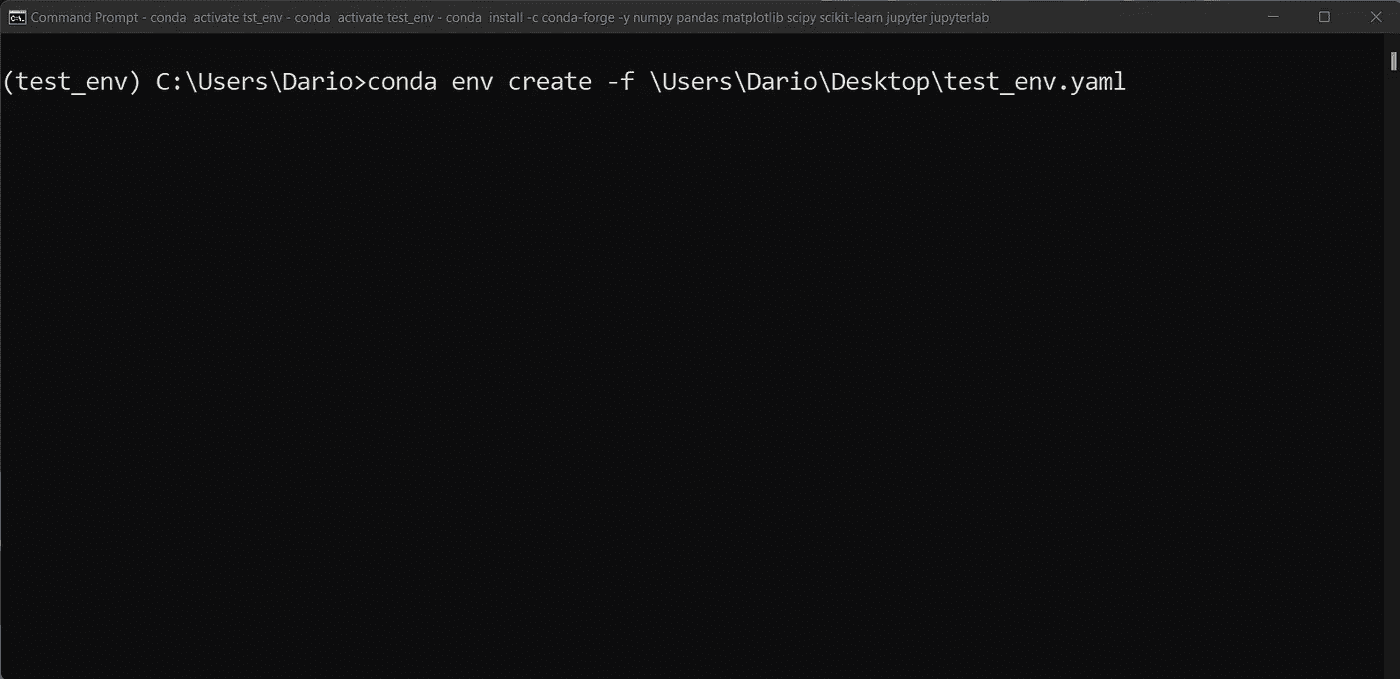 Command Prompt - conda  activate tst_env - conda  activate test_env - conda  install -c conda-forge -y numpy pandas matplotlib scipy scikit-learn jupyter jupyterlab
(test_env) C:\Users\Dario>conda env create -f \Users\Dario\Desktop\test_env.yaml